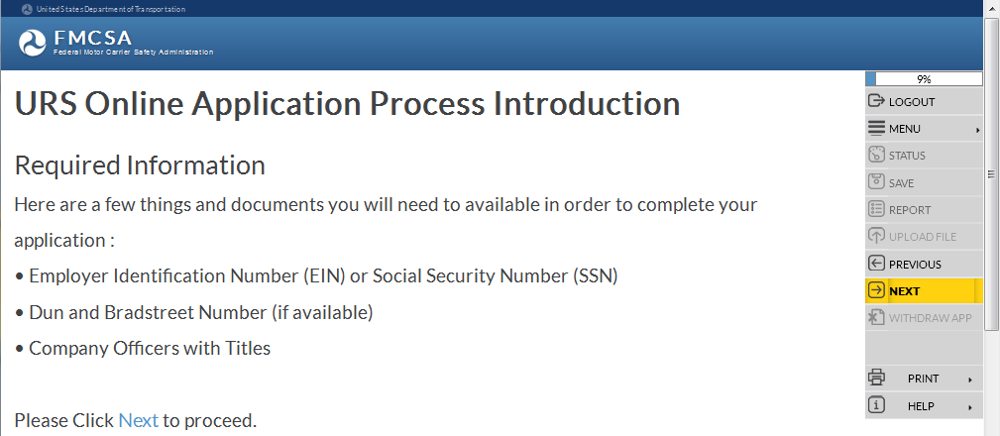 United States Department of Transportation
FMCSA
Federal Motor Carrier Safety Administration
9%
URS Online Application Process Introduction
LOGOUT
MENU
STATUS
SAVE
REPORT
UPLOAD FILE
PREVIOUS
NEXT
WITHDRAW APP
PRINT
HELP
Required Information
Here are a few things and documents you will need to available in order to complete your
application :
• Employer Identification Number (EIN) or Social Security Number (SSN)
• Dun and Bradstreet Number (if available)
• Company Officers with Titles
Please Click Next to proceed.